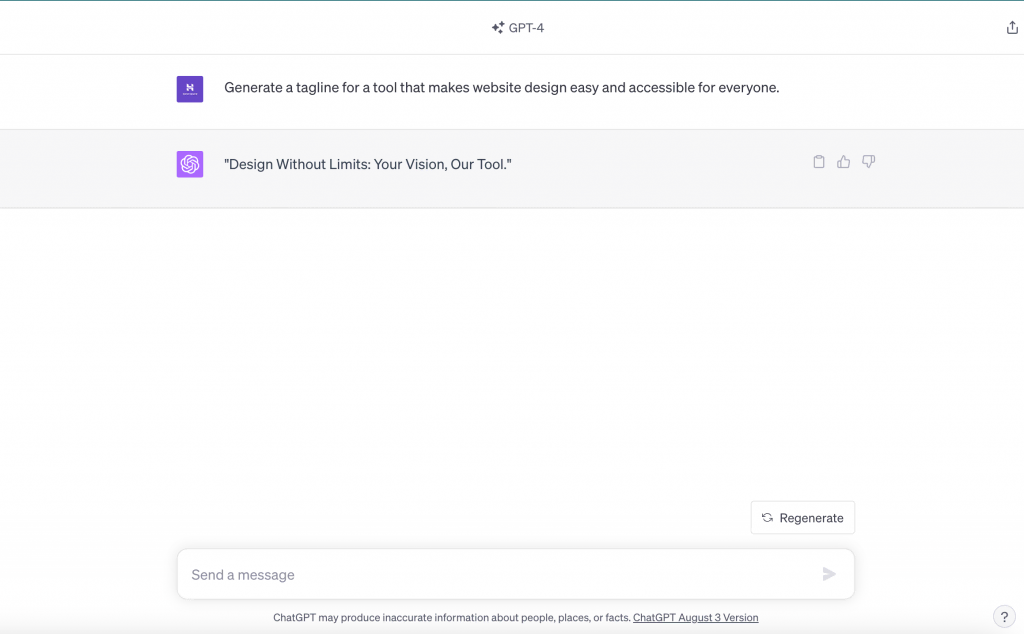 GPT-4
Generate a tagline for a tool that makes website design easy and accessible for everyone.
"Design Without Limits: Your Vision, Our Tool."
Regenerate
Send a message
ChatGPT may produce inaccurate information about people, places, or facts. ChatGPT August 3 Version
?